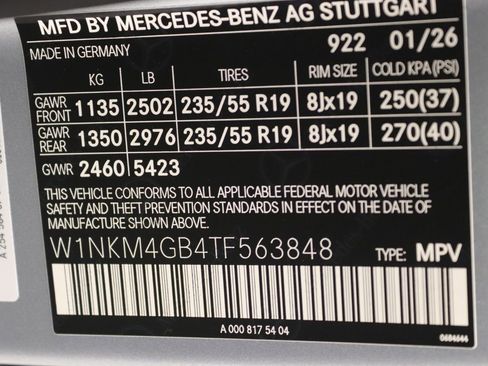 MFD BY MERCEDES-BENZ AG STUTTGART
MADE IN GERMANY 922 01/26
KG LB TIRES RIM SIZE COLD KPA(PSI)
GAWR FRONT 1135 2502 235/55 R19 8Jx19 250(37)
GAWR REAR 1350 2976 235/55 R19 8Jx19 270(40)
GVWR 2460 5423
THIS VEHICLE CONFORMS TO ALL APPLICABLE FEDERAL MOTOR VEHICLE
SAFETY AND THEFT PREVENTION STANDARDS IN EFFECT ON THE DATE OF
MANUFACTURE SHOWN ABOVE.
W1NKM4GB4TF563848 TYPE: MPV
A 000 817 54 04